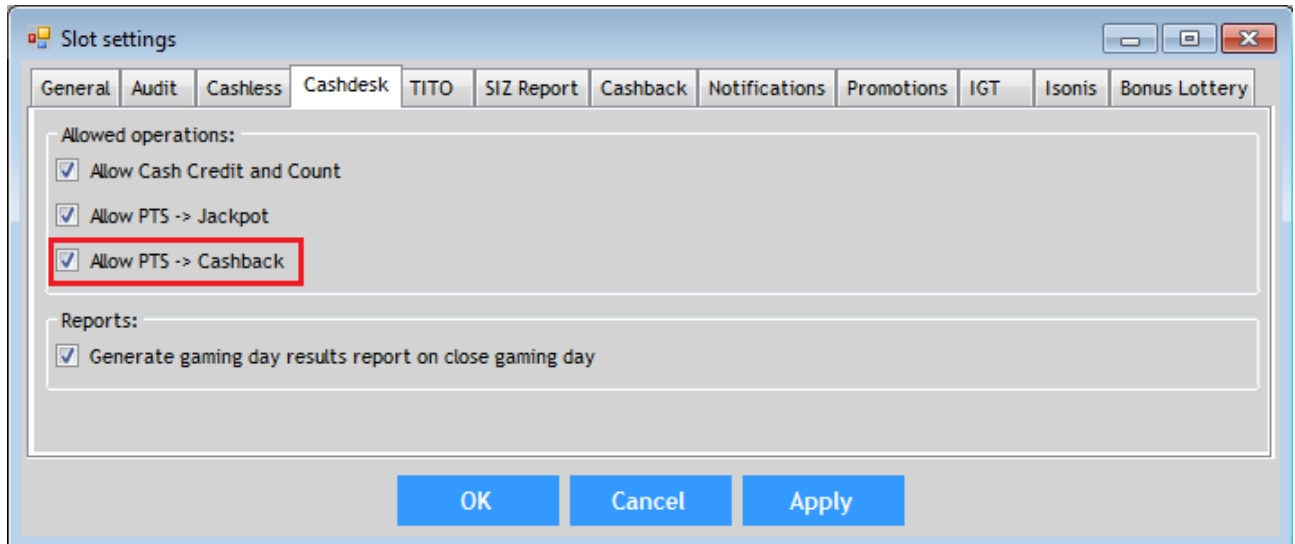 Slot settings
General Audit Cashless Cashdesk TITO SIZ Report Cashback Notifications Promotions IGT Isonis Bonus Lottery
Allowed operations:
Allow Cash Credit and Count
Allow PTS -> Jackpot
Allow PTS -> Cashback
Reports:
Generate gaming day results report on close gaming day
OK Cancel Apply